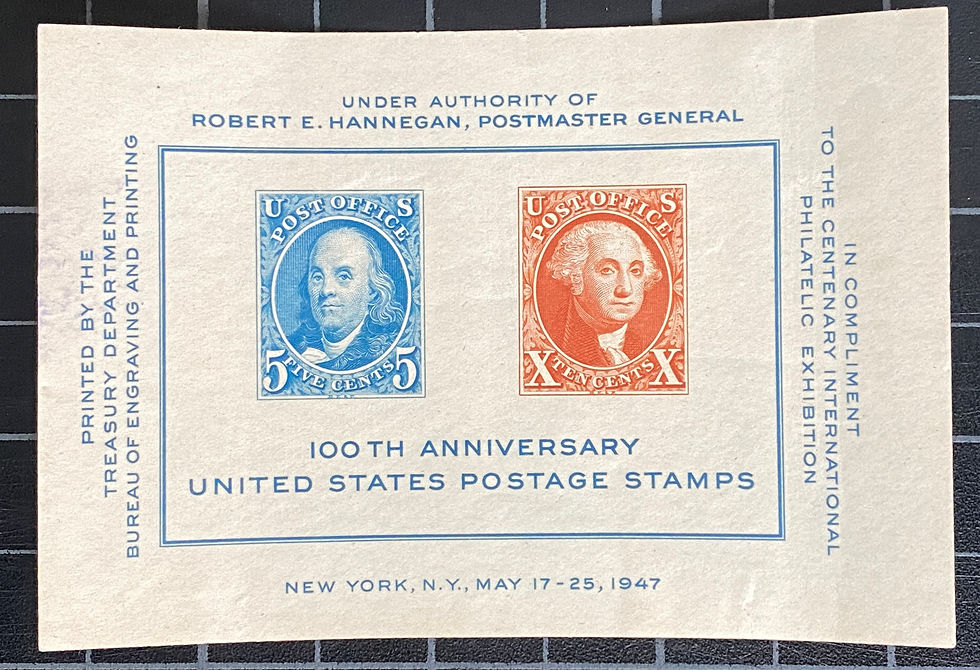 UNDER AUTHORITY OF
ROBERT E. HANNEGAN, POSTMASTER GENERAL
PRINTED BY THE
TREASURY DEPARTMENT
BUREAU OF ENGRAVING AND PRINTING
U S
POST OFFICE
5 5
FIVE CENTS
U S
POST OFFICE
X X
TEN CENTS
100TH ANNIVERSARY
UNITED STATES POSTAGE STAMPS
IN COMPLIMENT
TO THE CENTENARY INTERNATIONAL
PHILATELIC EXHIBITION
NEW YORK, N.Y., MAY 17-25, 1947